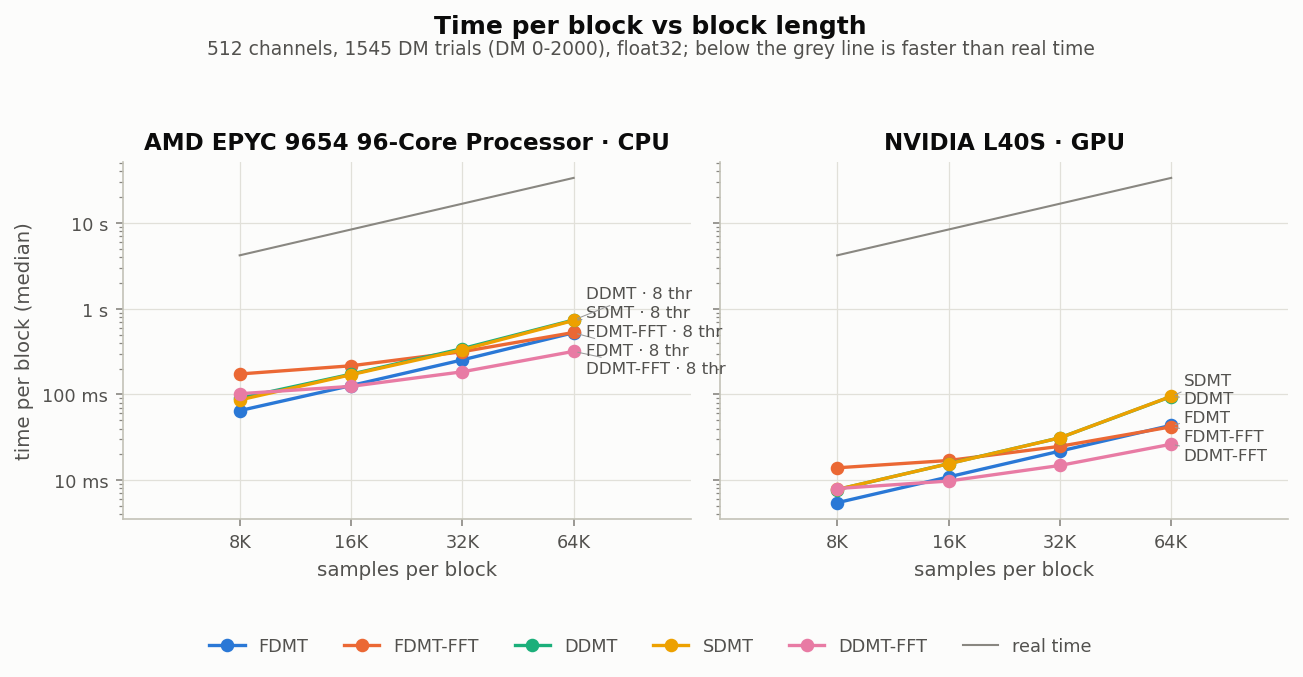 Time per block vs block length
512 channels, 1545 DM trials (DM 0-2000), float32; below the grey line is faster than real time
AMD EPYC 9654 96-Core Processor · CPU
NVIDIA L40S · GPU
time per block (median)
10 s
1 s
100 ms
10 ms
DDMT · 8 thr
SDMT · 8 thr
FDMT-FFT · 8 thr
FDMT · 8 thr
DDMT-FFT · 8 thr
SDMT
DDMT
FDMT
FDMT-FFT
DDMT-FFT
8K 16K 32K 64K
8K 16K 32K 64K
samples per block
samples per block
FDMT FDMT-FFT DDMT SDMT DDMT-FFT real time